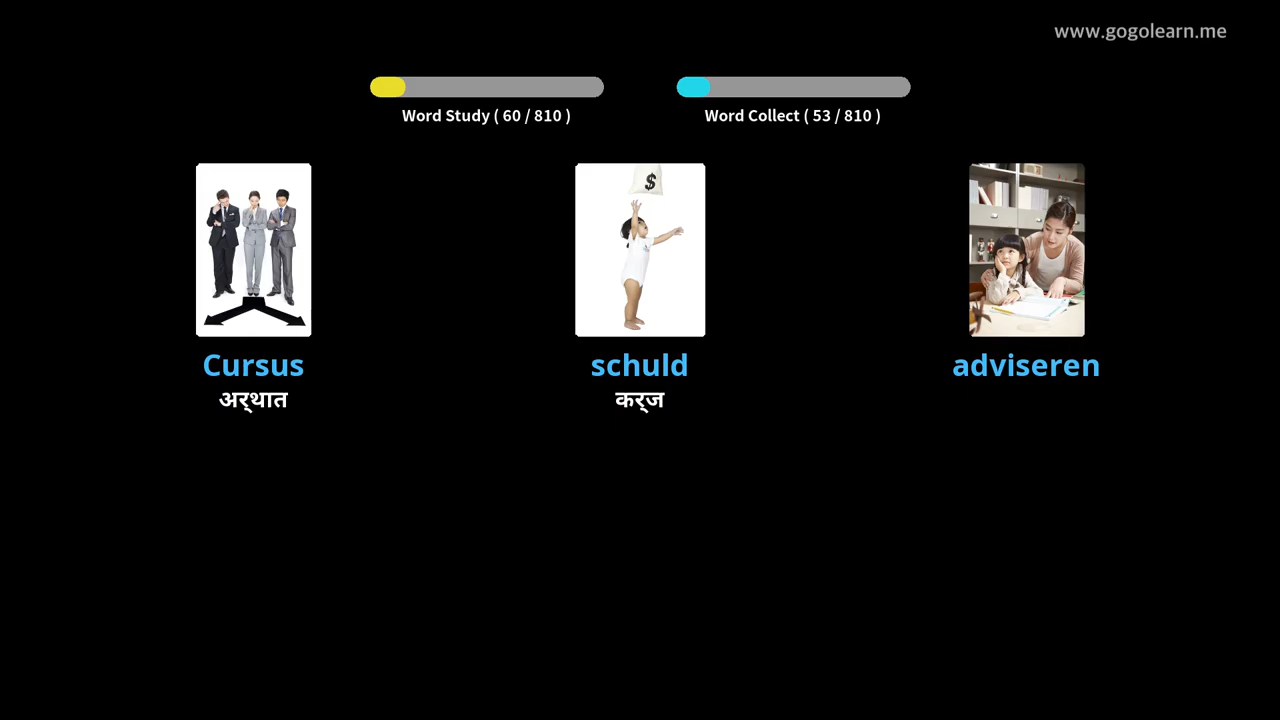 www.gogolearn.me
Word Study ( 60 / 810 )
Word Collect ( 53 / 810 )
$
Cursus
schuld
adviseren
अर्थात
कर्ज